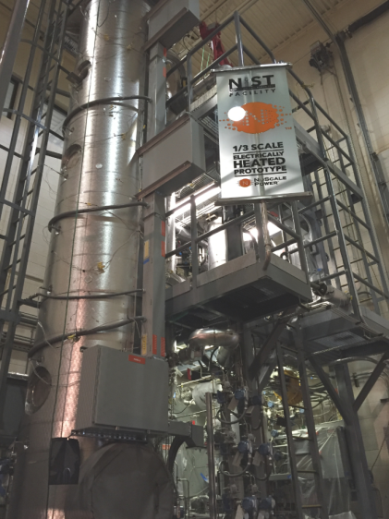 NIST
FACILITY
1/3 SCALE
ELECTRICALLY
HEATED
PROTOTYPE
NUSCALE
POWER